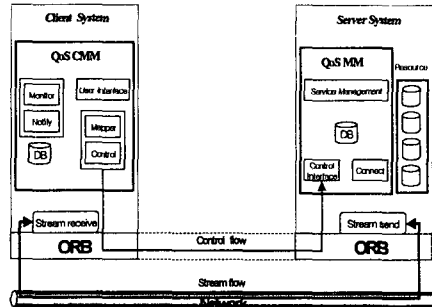 Client System
Server System
QoS CMM
QoS MM
Resource
Monitor
User Interface
Service Management
Notify
Mapper
DB
DB
Control
Control
Interface
Connect
Stream receive
Stream send
Control flow
ORB
ORB
Stream flow
Network